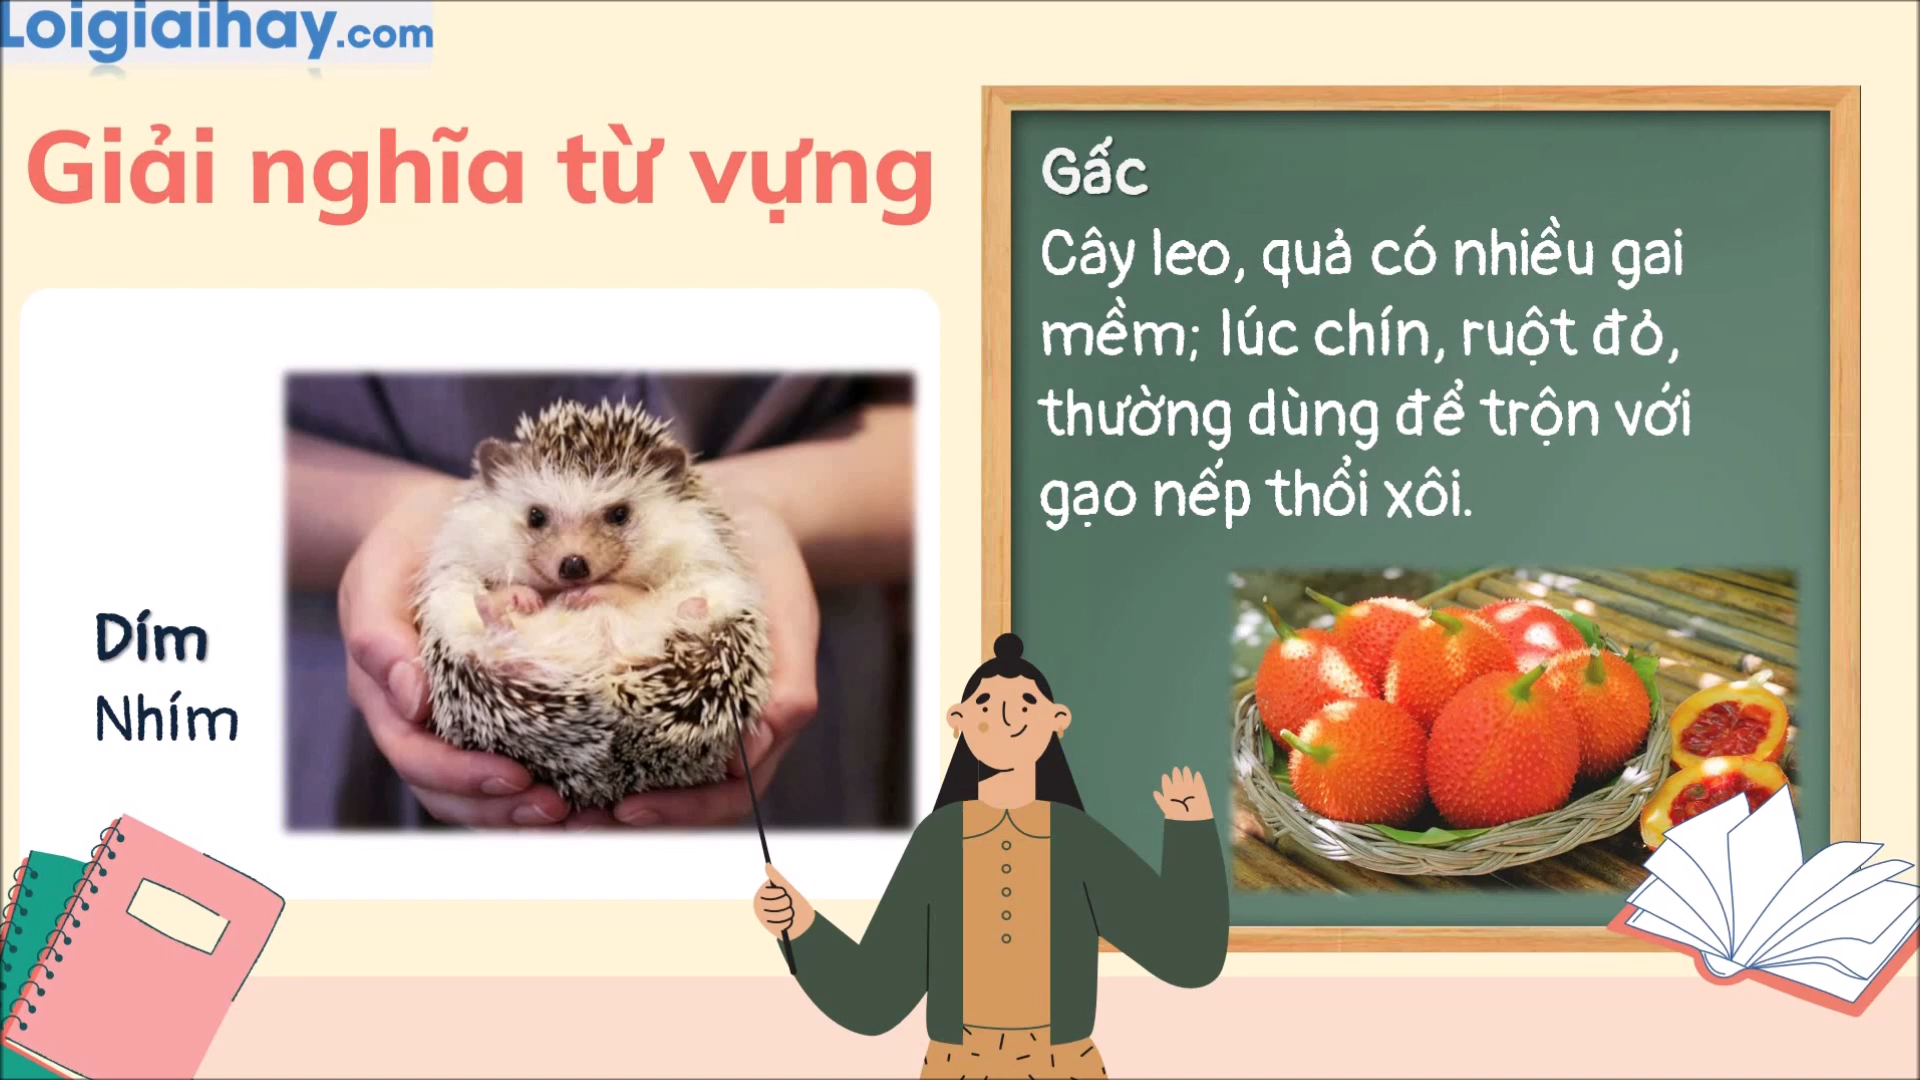 Loigiaihay.com
Giải nghĩa từ vựng
Dím
Nhím
Gấc
Cây leo, quả có nhiều gai
mềm; lúc chín, ruột đỏ,
thường dùng để trộn với
gạo nếp thổi xôi.